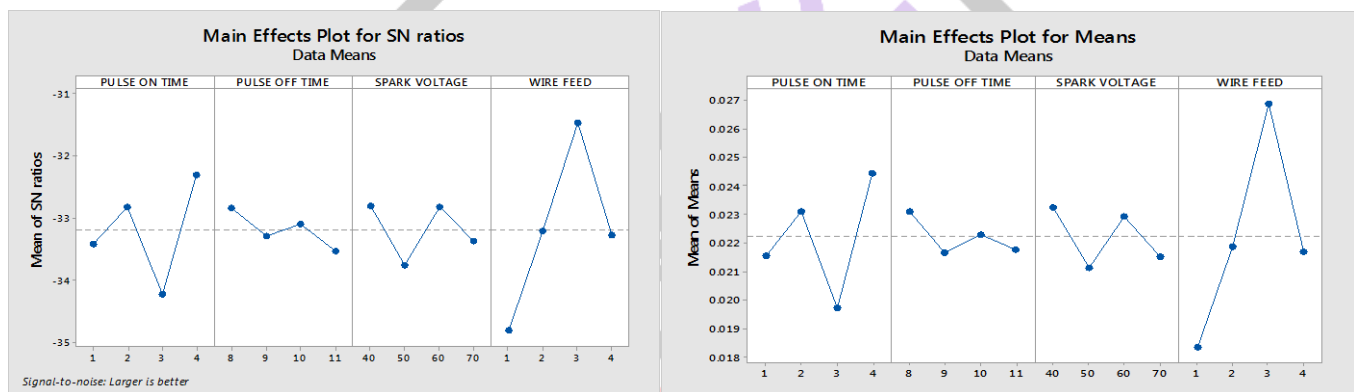 Main Effects Plot for SN ratios
Data Means
PULSE ON TIME PULSE OFF TIME SPARK VOLTAGE WIRE FEED
Mean of SN ratios
-31
-32
-33
-34
-35
1 2 3 4 8 9 10 11 40 50 60 70 1 2 3 4
Signal-to-noise: Larger is better
Main Effects Plot for Means
Data Means
PULSE ON TIME PULSE OFF TIME SPARK VOLTAGE WIRE FEED
Mean of Means
0.027
0.026
0.025
0.024
0.023
0.022
0.021
0.020
0.019
0.018
1 2 3 4 8 9 10 11 40 50 60 70 1 2 3 4